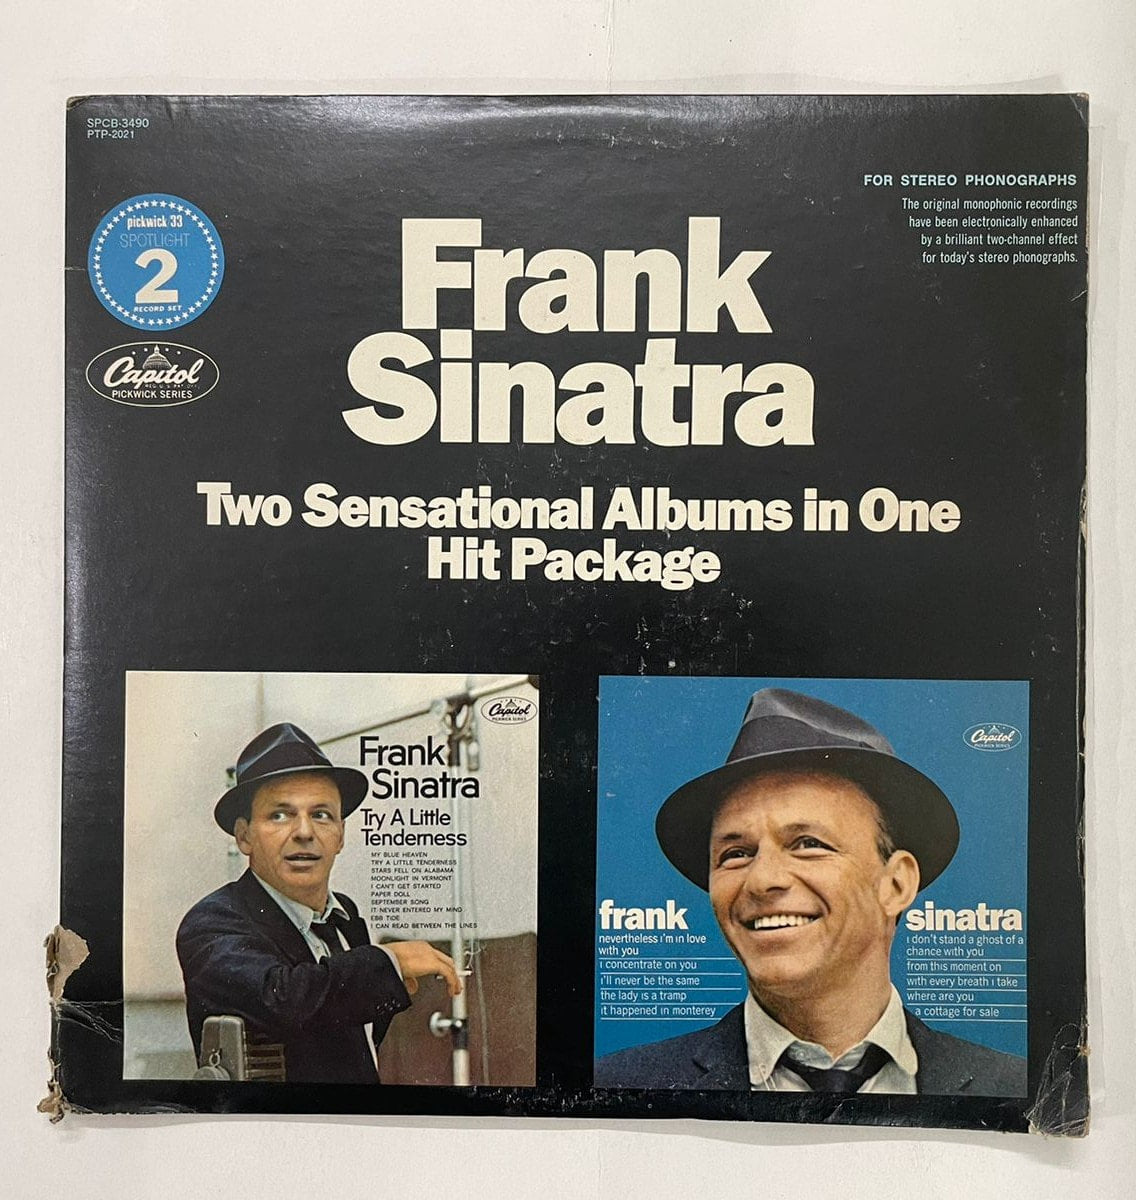 SPCB-3490
PTP-2021
FOR STEREO PHONOGRAPHS
The original monophonic recordings
have been electronically enhanced
by a brilliant two-channel effect
for today's stereo phonographs.
pickwick/33
SPOTLIGHT
2
RECORD SET
Capitol
PICKWICK SERIES
Frank
Sinatra
Two Sensational Albums in One
Hit Package
Capitol
PICKWICK SERIES
Frank
Sinatra
Try A Little
Tenderness
MY BLUE HEAVEN
TRY A LITTLE TENDERNESS
STARS FELL ON ALABAMA
MOONLIGHT IN VERMONT
I CAN'T GET STARTED
PAPER DOLL
SEPTEMBER SONG
IT NEVER ENTERED MY MIND
EBB TIDE
I CAN READ BETWEEN THE LINES
Capitol
PICKWICK SERIES
frank
nevertheless i'm in love
with you
i concentrate on you
i'll never be the same
the lady is a tramp
it happened in monterey
sinatra
i don't stand a ghost of a
chance with you
from this moment on
with every breath i take
where are you
a cottage for sale